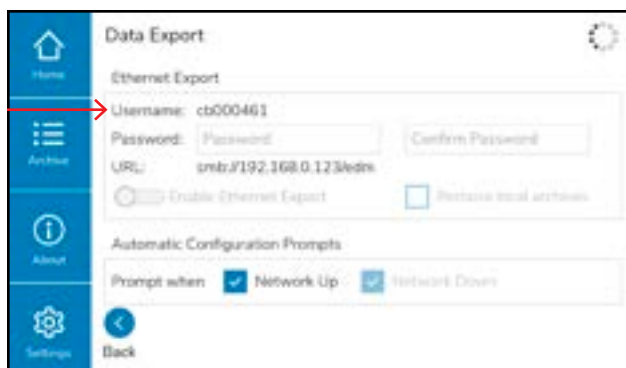 Data Export
Home
Ethernet Export
Username: cb000461
Password: Password Confirm Password
Archive
URL: smb://192.168.0.123/edm
Enable Ethernet Export Remove local archives
About
Automatic Configuration Prompts
Prompt when Network Up Network Down
Settings
Back